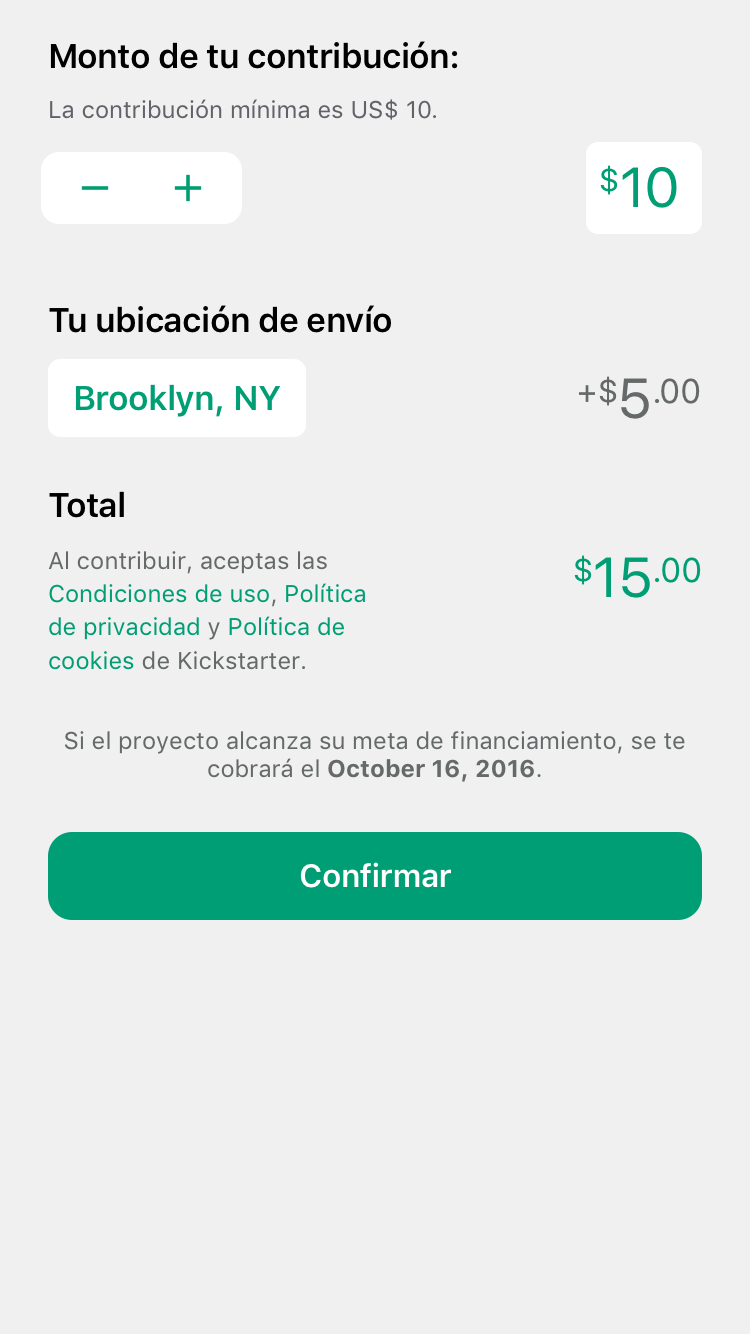 Monto de tu contribución:
La contribución mínima es US$ 10.
− + $10
Tu ubicación de envío
Brooklyn, NY +$5.00
Total
Al contribuir, aceptas las
Condiciones de uso, Política
de privacidad y Política de
cookies de Kickstarter.
$15.00
Si el proyecto alcanza su meta de financiamiento, se te
cobrará el October 16, 2016.
Confirmar